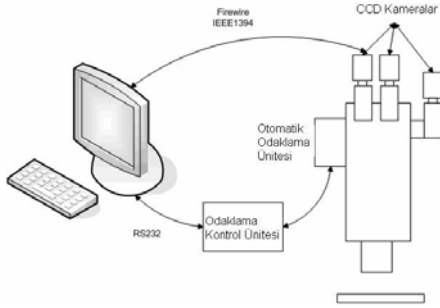 Firewire
IEEE1394
CCD Kameralar
Otomatik
Odaklama
Ünitesi
Odaklama
Kontrol Ünitesi
RS232